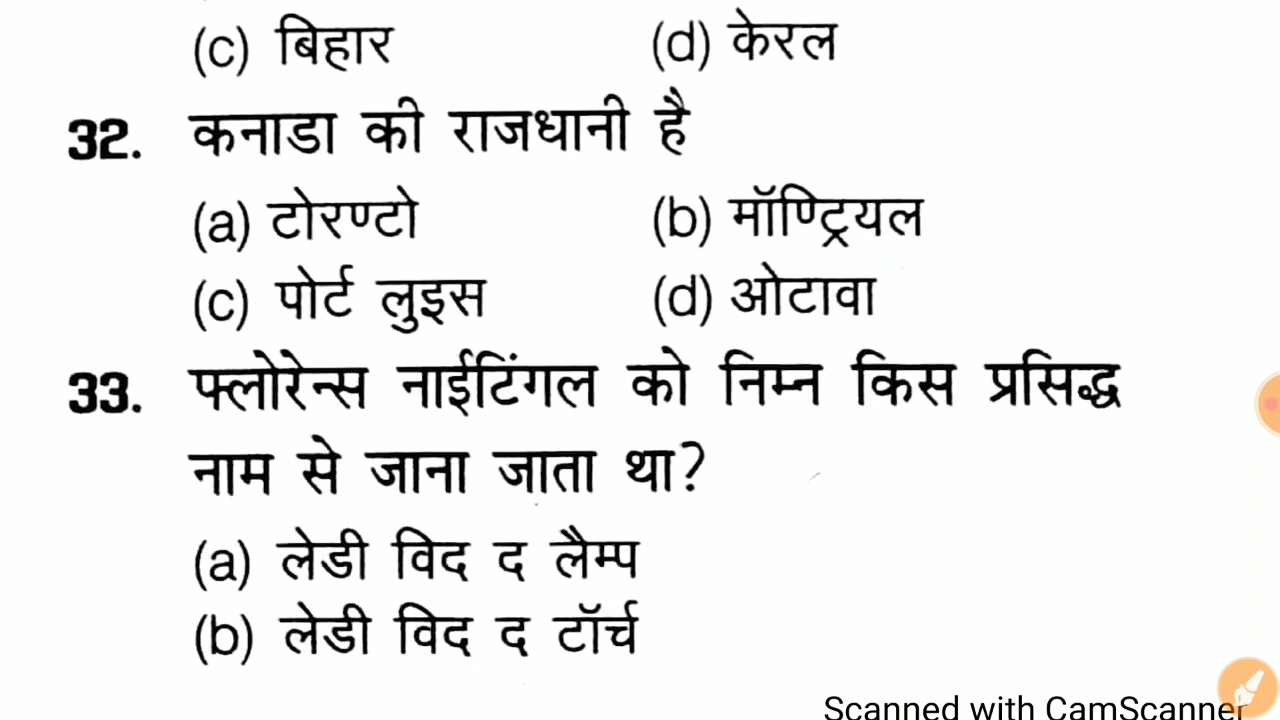 (c) बिहार (d) केरल
32. कनाडा की राजधानी है
(a) टोरण्टो (b) मॉण्ट्रियल
(c) पोर्ट लुइस (d) ओटावा
33. फ्लोरेन्स नाईटिंगल को निम्न किस प्रसिद्ध
नाम से जाना जाता था?
(a) लेडी विद द लैम्प
(b) लेडी विद द टॉर्च
Scanned with CamScanner